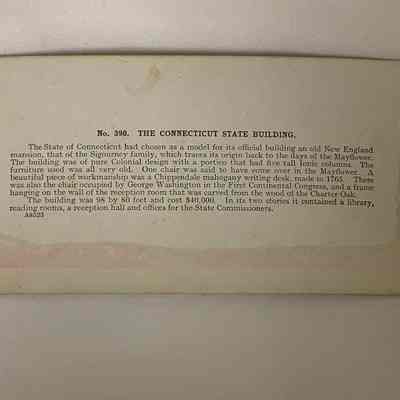 No. 390. THE CONNECTICUT STATE BUILDING.
The State of Connecticut had chosen as a model for its official building an old New England
mansion, that of the Sigourney family, which traces its origin back to the days of the Mayflower.
The building was of pure Colonial design with a portion that had five tall Ionic columns. The
furniture used was all very old. One chair was said to have come over in the Mayflower. A
beautiful piece of workmanship was a Chippendale mahogany writing desk, made in 1765. There
was also the chair occupied by George Washington in the First Continental Congress, and a frame
hanging on the wall of the reception room that was carved from the wood of the Charter Oak.
The building was 98 by 80 feet and cost $40,000. In its two stories it contained a library,
reading rooms, a reception hall and offices for the State Commissioners.
A8523